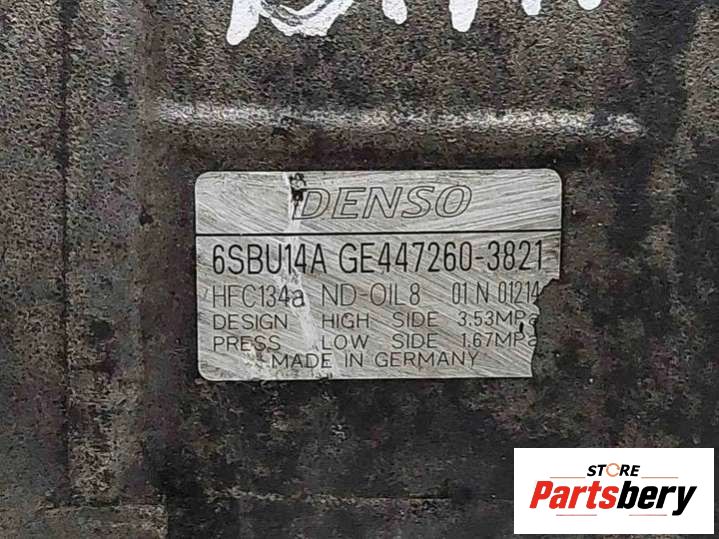 DENSO
6SBU14A GE447260-3821
HFC134a ND-OIL8 01 N 01214
DESIGN HIGH SIDE 3.53MPa
PRESS LOW SIDE 1.67MPa
MADE IN GERMANY
STORE
Partsbery